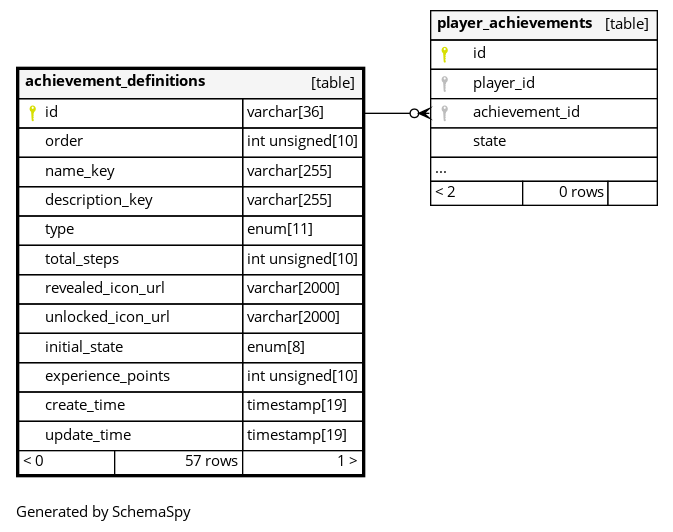 player_achievements [table]
id
player_id
achievement_id
state
...
< 2 0 rows
achievement_definitions [table]
id varchar[36]
order int unsigned[10]
name_key varchar[255]
description_key varchar[255]
type enum[11]
total_steps int unsigned[10]
revealed_icon_url varchar[2000]
unlocked_icon_url varchar[2000]
initial_state enum[8]
experience_points int unsigned[10]
create_time timestamp[19]
update_time timestamp[19]
< 0 57 rows 1 >
Generated by SchemaSpy